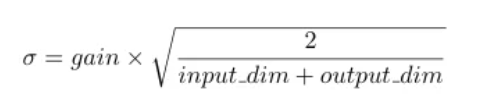 σ = gain × √(2 / (input_dim + output_dim))